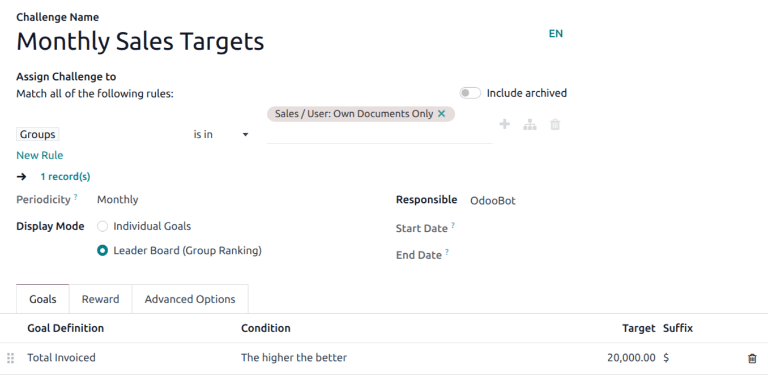 Challenge Name
Monthly Sales Targets
EN
Assign Challenge to
Match all of the following rules:
Include archived
Sales / User: Own Documents Only ×
Groups is in
New Rule
→ 1 record(s)
Periodicity ? Monthly
Responsible OdooBot
Display Mode Individual Goals
Start Date ?
Leader Board (Group Ranking)
End Date ?
Goals Reward Advanced Options
Goal Definition Condition Target Suffix
Total Invoiced The higher the better 20,000.00 $